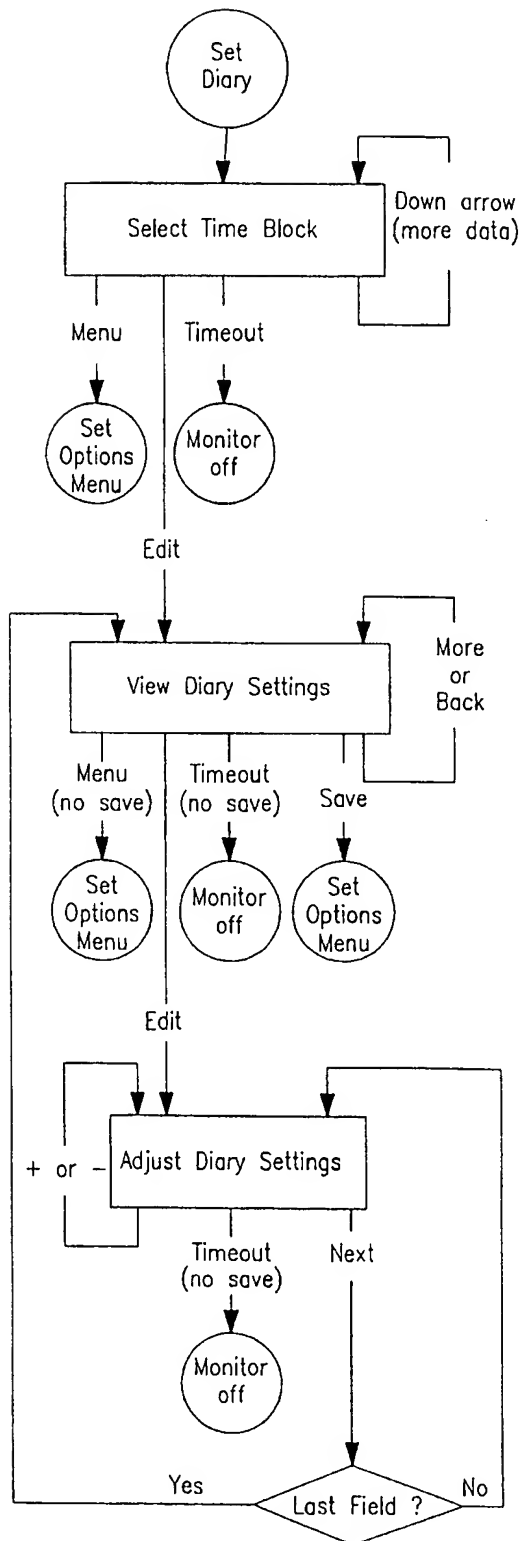 Set
Diary
Down arrow
(more data)
Select Time Block
Menu
Timeout
Set
Options
Menu
Monitor
off
Edit
More
or
Back
View Diary Settings
Menu
(no save)
Timeout
(no save)
Save
Set
Options
Menu
Monitor
off
Set
Options
Menu
Edit
+ or -
Adjust Diary Settings
Timeout
(no save)
Next
Monitor
off
Yes
Last Field ?
No